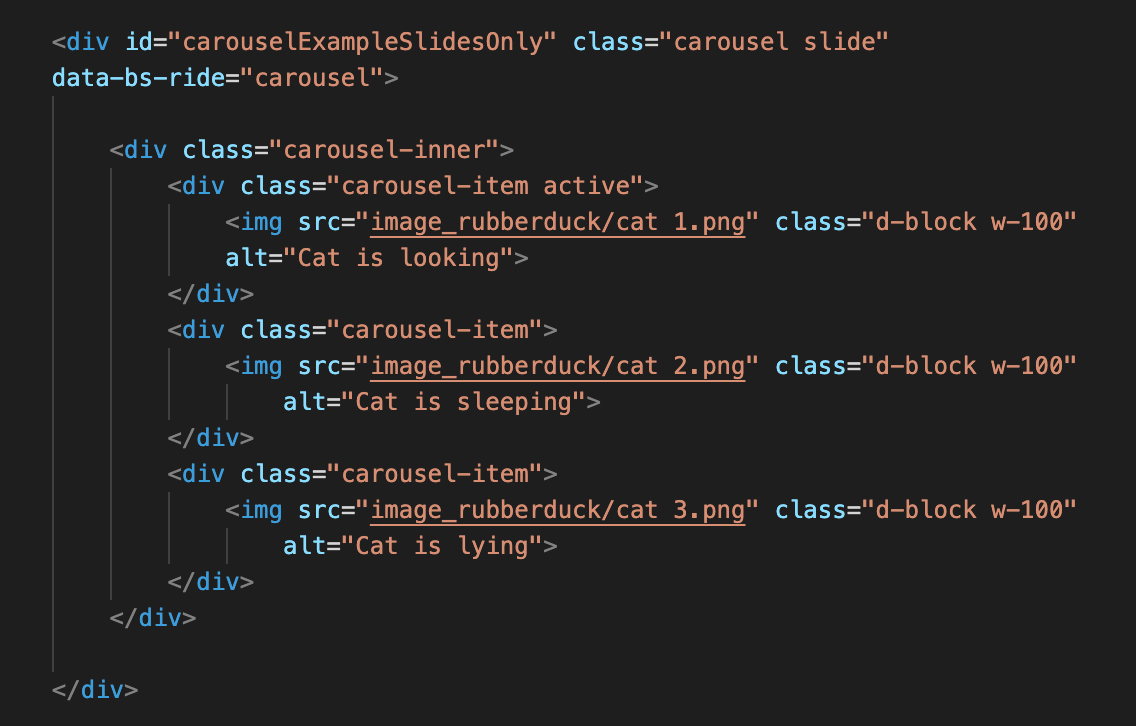 <div id="carouselExampleSlidesOnly" class="carousel slide"
data-bs-ride="carousel">
<div class="carousel-inner">
<div class="carousel-item active">
<img src="image_rubberduck/cat 1.png" class="d-block w-100"
alt="Cat is looking">
</div>
<div class="carousel-item">
<img src="image_rubberduck/cat 2.png" class="d-block w-100"
alt="Cat is sleeping">
</div>
<div class="carousel-item">
<img src="image_rubberduck/cat 3.png" class="d-block w-100"
alt="Cat is lying">
</div>
</div>
</div>